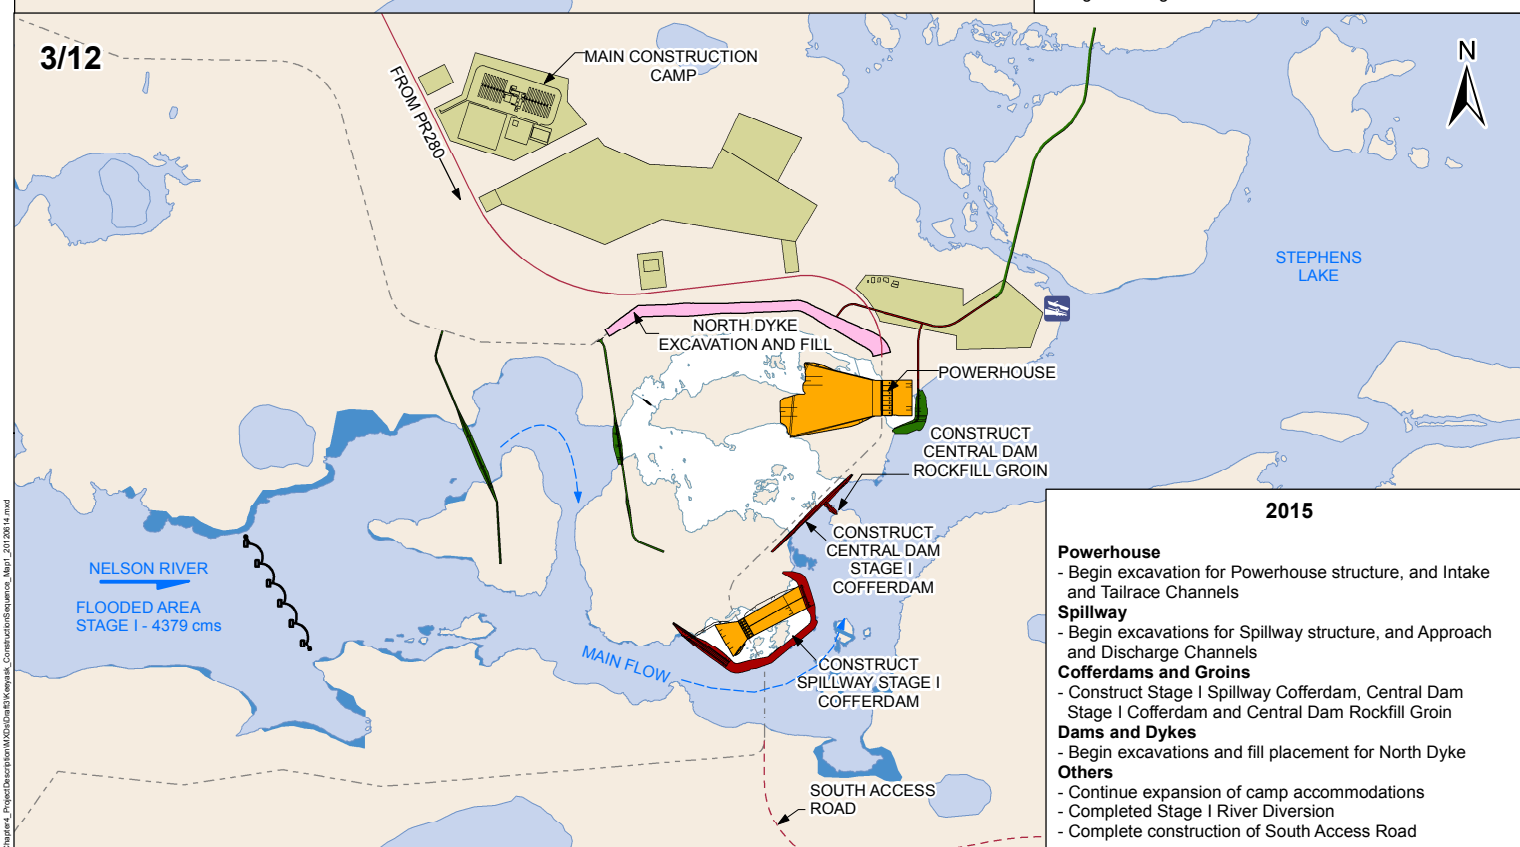 3/12
MAIN CONSTRUCTION
CAMP
N
FROM PR280
STEPHENS
LAKE
NORTH DYKE
EXCAVATION AND FILL
POWERHOUSE
CONSTRUCT
CENTRAL DAM
ROCKFILL GROIN
CONSTRUCT
CENTRAL DAM
STAGE I
COFFERDAM
NELSON RIVER
FLOODED AREA
STAGE I - 4379 cms
MAIN FLOW
CONSTRUCT
SPILLWAY STAGE I
COFFERDAM
SOUTH ACCESS
ROAD
2015
Powerhouse
- Begin excavation for Powerhouse structure, and Intake
and Tailrace Channels
Spillway
- Begin excavations for Spillway structure, and Approach
and Discharge Channels
Cofferdams and Groins
- Construct Stage I Spillway Cofferdam, Central Dam
Stage I Cofferdam and Central Dam Rockfill Groin
Dams and Dykes
- Begin excavations and fill placement for North Dyke
Others
- Continue expansion of camp accommodations
- Completed Stage I River Diversion
- Complete construction of South Access Road